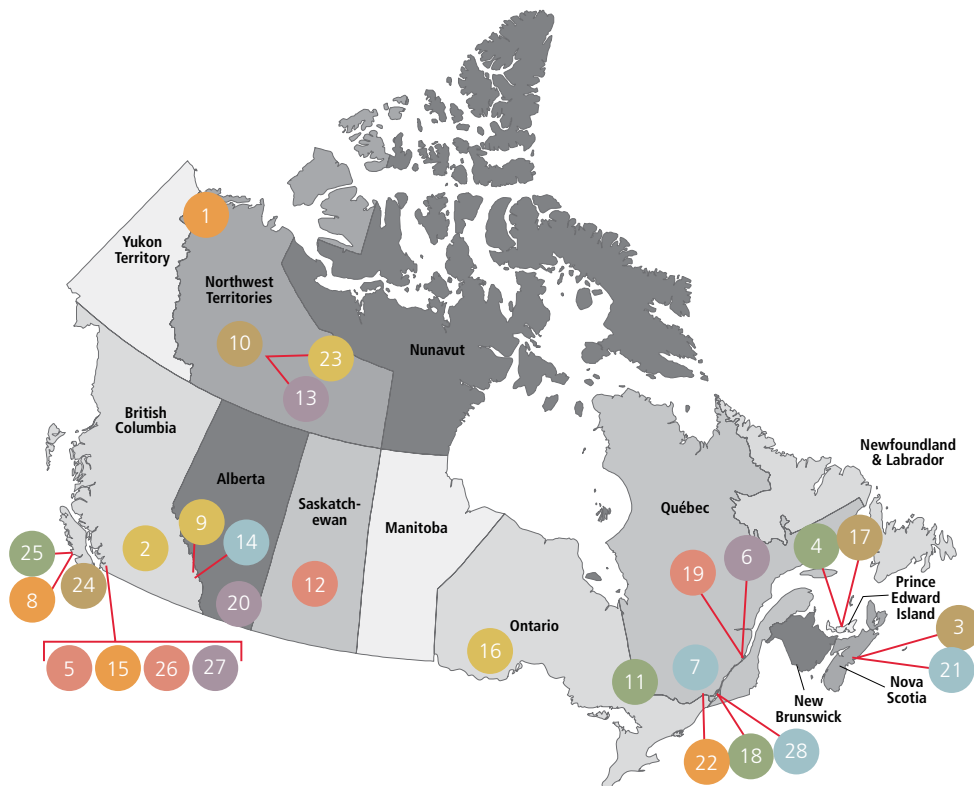 1
Yukon
Territory
Northwest
Territories
10
23
13
Nunavut
British
Columbia
Alberta
Saskatch-
ewan
Manitoba
Newfoundland
& Labrador
Québec
9
2
14
25
8
24
20
12
5
15
26
27
Ontario
16
11
19
6
4
17
Prince
Edward
Island
3
21
Nova
Scotia
New
Brunswick
7
22
18
28